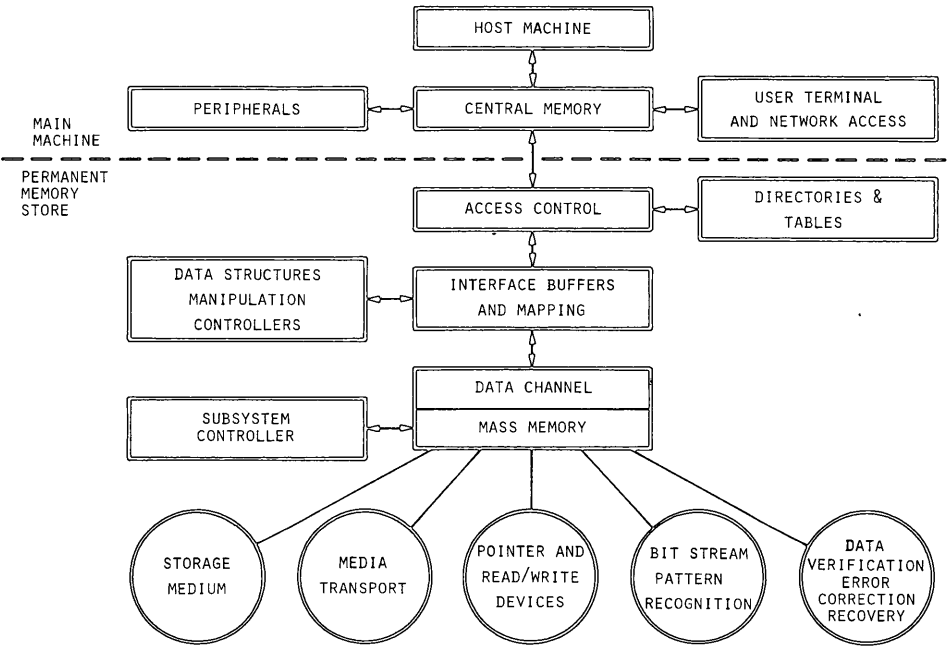 HOST MACHINE
PERIPHERALS
CENTRAL MEMORY
USER TERMINAL
AND NETWORK ACCESS
MAIN
MACHINE
PERMANENT
MEMORY
STORE
ACCESS CONTROL
DIRECTORIES &
TABLES
DATA STRUCTURES
MANIPULATION
CONTROLLERS
INTERFACE BUFFERS
AND MAPPING
DATA CHANNEL
MASS MEMORY
SUBSYSTEM
CONTROLLER
STORAGE
MEDIUM
MEDIA
TRANSPORT
POINTER AND
READ/WRITE
DEVICES
BIT STREAM
PATTERN
RECOGNITION
DATA
VERIFICATION
ERROR
CORRECTION
RECOVERY